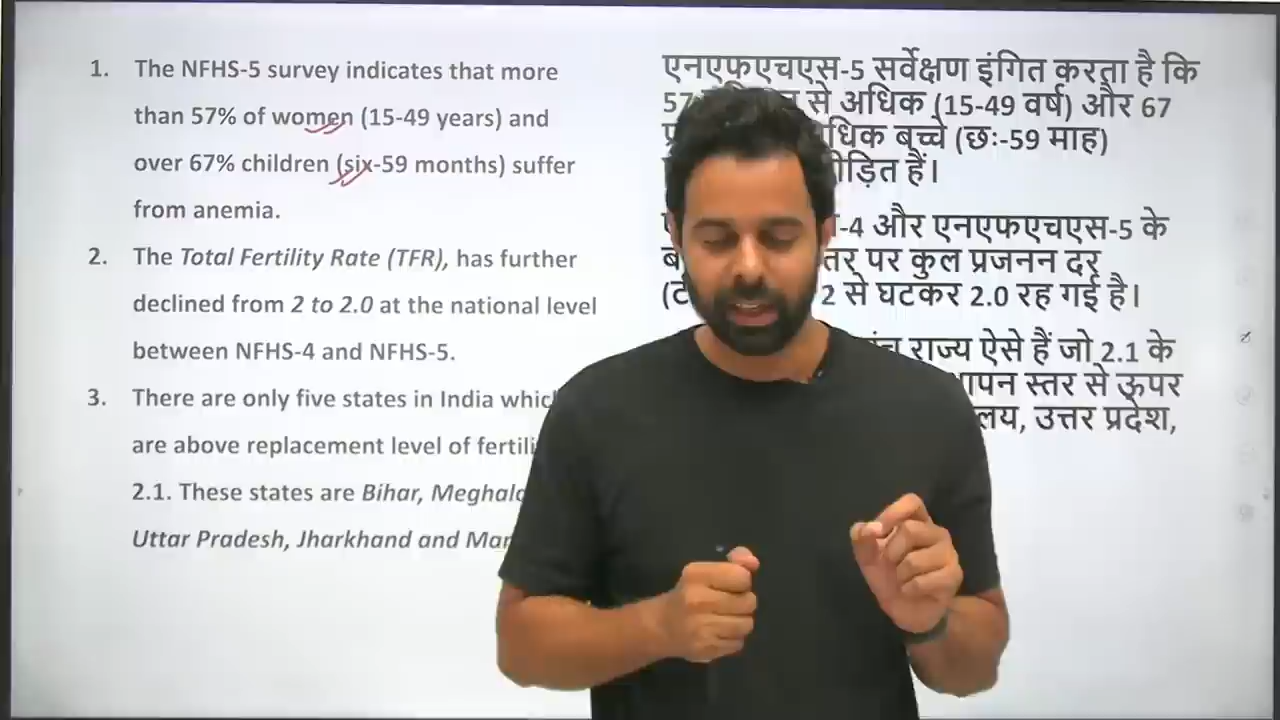 1. The NFHS-5 survey indicates that more
than 57% of women (15-49 years) and
over 67% children (six-59 months) suffer
from anemia.
2. The Total Fertility Rate (TFR), has further
declined from 2 to 2.0 at the national level
between NFHS-4 and NFHS-5.
3. There are only five states in India whic
are above replacement level of fertili
2.1. These states are Bihar, Meghala
Uttar Pradesh, Jharkhand and Man
एनएफएचएस-5 सर्वेक्षण इंगित करता है कि
57 से अधिक (15-49 वर्ष) और 67
धिक बच्चे (छः-59 माह)
ीड़ित हैं।
-4 और एनएफएचएस-5 के
तर पर कुल प्रजनन दर
2 से घटकर 2.0 रह गई है।
राज्य ऐसे हैं जो 2.1 के
ापन स्तर से ऊपर
लय, उत्तर प्रदेश,